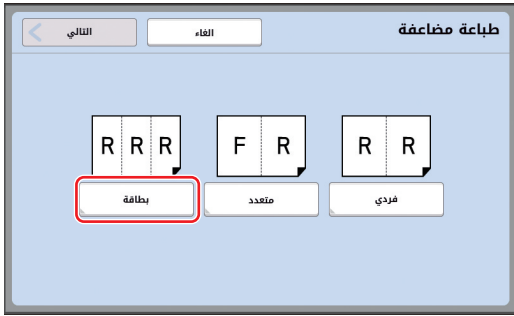 طباعة مضاعفة
الغاء
التالي
R R
F R
R R R
فردي
متعدد
بطاقة